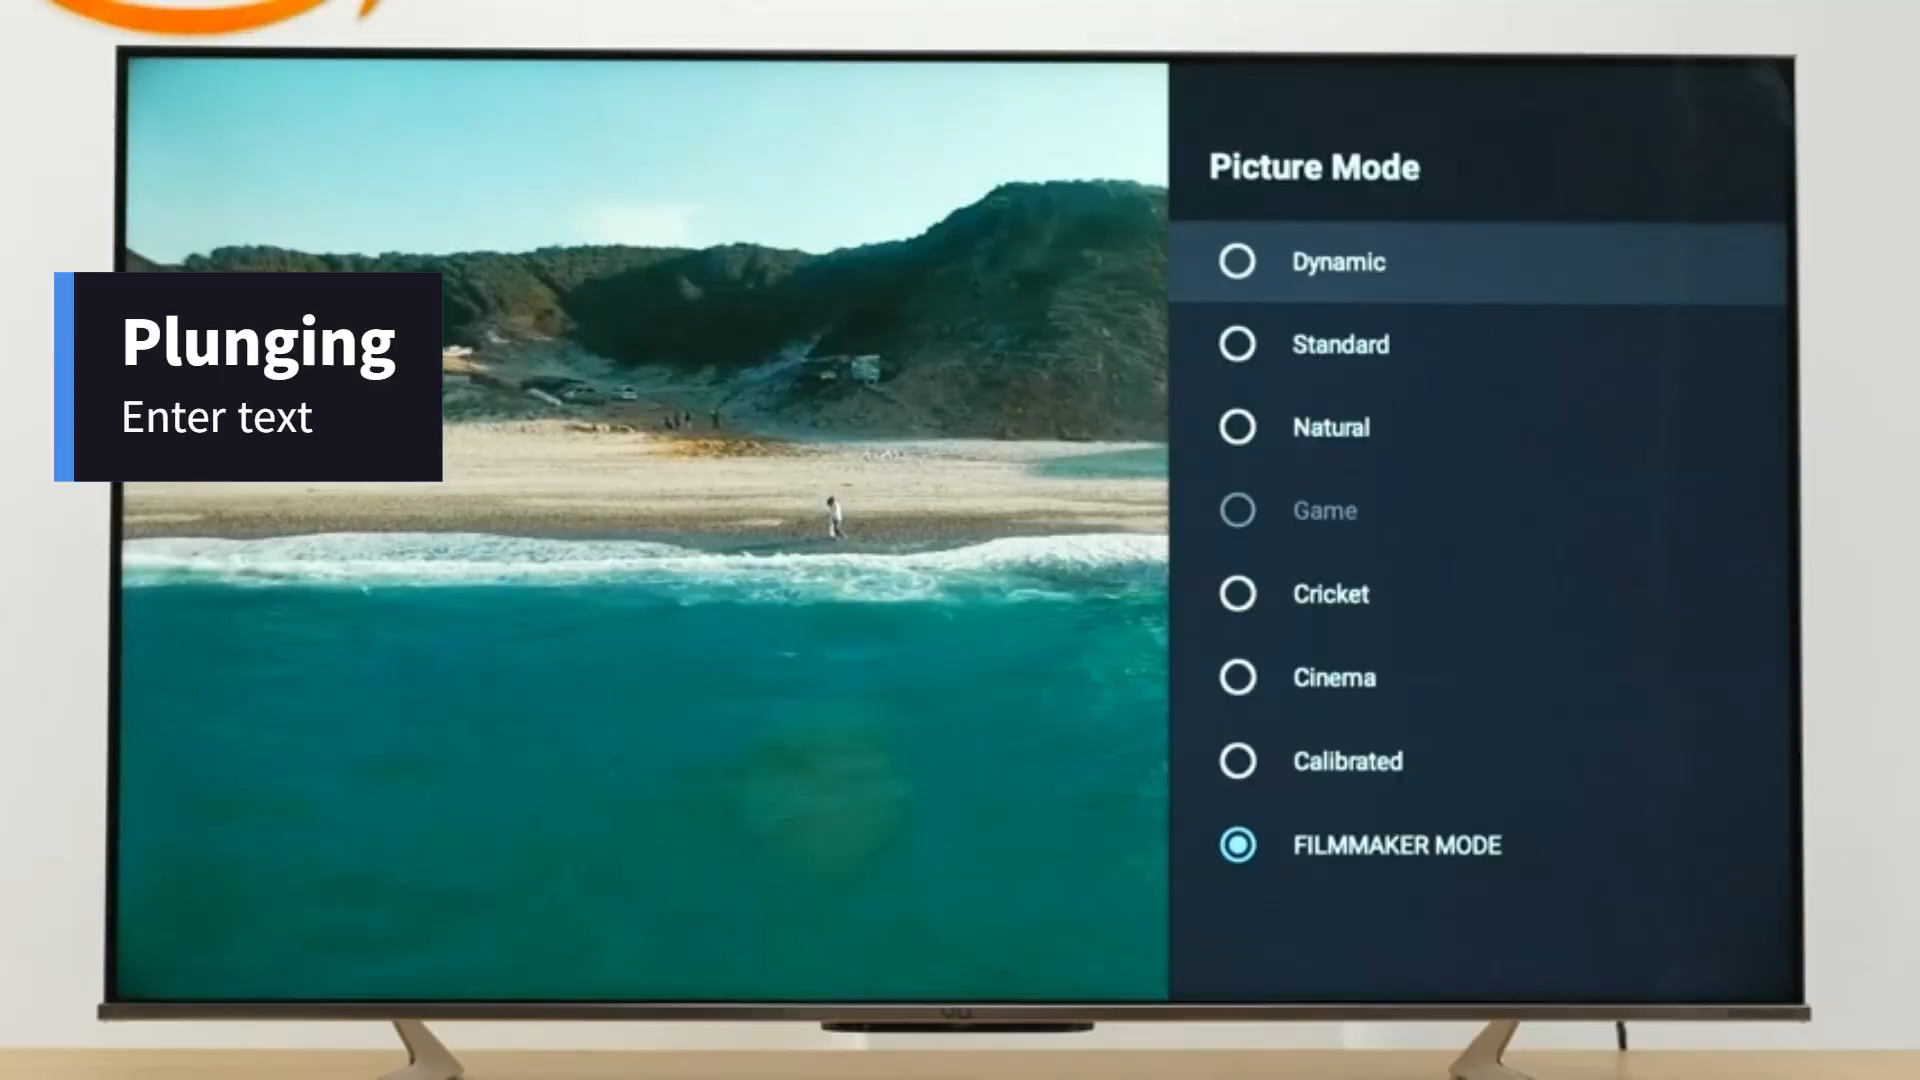 Picture Mode
Dynamic
Plunging
Enter text
Standard
Natural
Game
Cricket
Cinema
Calibrated
FILMMAKER MODE